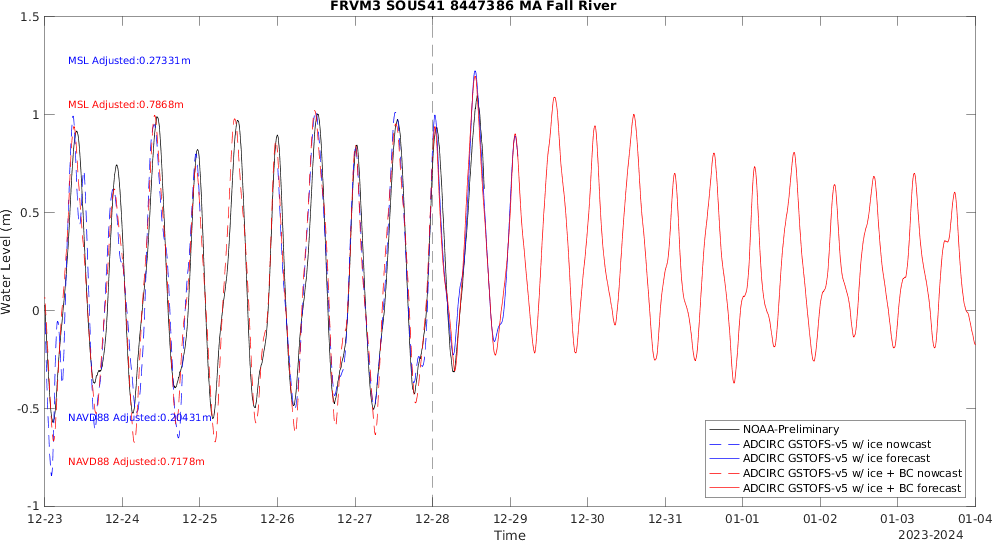 FRVM3 SOUS41 8447386 MA Fall River
1.5
1
0.5
0
-0.5
-1
Water Level (m)
MSL Adjusted:0.27331m
MSL Adjusted:0.7868m
NAVD88 Adjusted:0.20431m
NAVD88 Adjusted:0.7178m
NOAA-Preliminary
ADCIRC GSTOFS-v5 w/ ice nowcast
ADCIRC GSTOFS-v5 w/ ice forecast
ADCIRC GSTOFS-v5 w/ ice + BC nowcast
ADCIRC GSTOFS-v5 w/ ice + BC forecast
12-23 12-24 12-25 12-26 12-27 12-28 12-29 12-30 12-31 01-01 01-02 01-03 01-04
Time
2023-2024